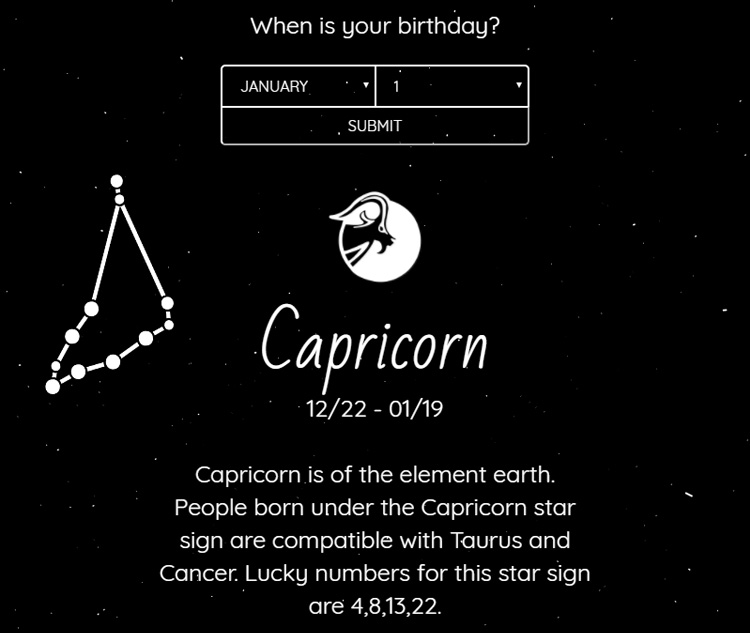 When is your birthday?
JANUARY 1
SUBMIT
Capricorn
12/22 - 01/19
Capricorn is of the element earth.
People born under the Capricorn star
sign are compatible with Taurus and
Cancer. Lucky numbers for this star sign
are 4,8,13,22.